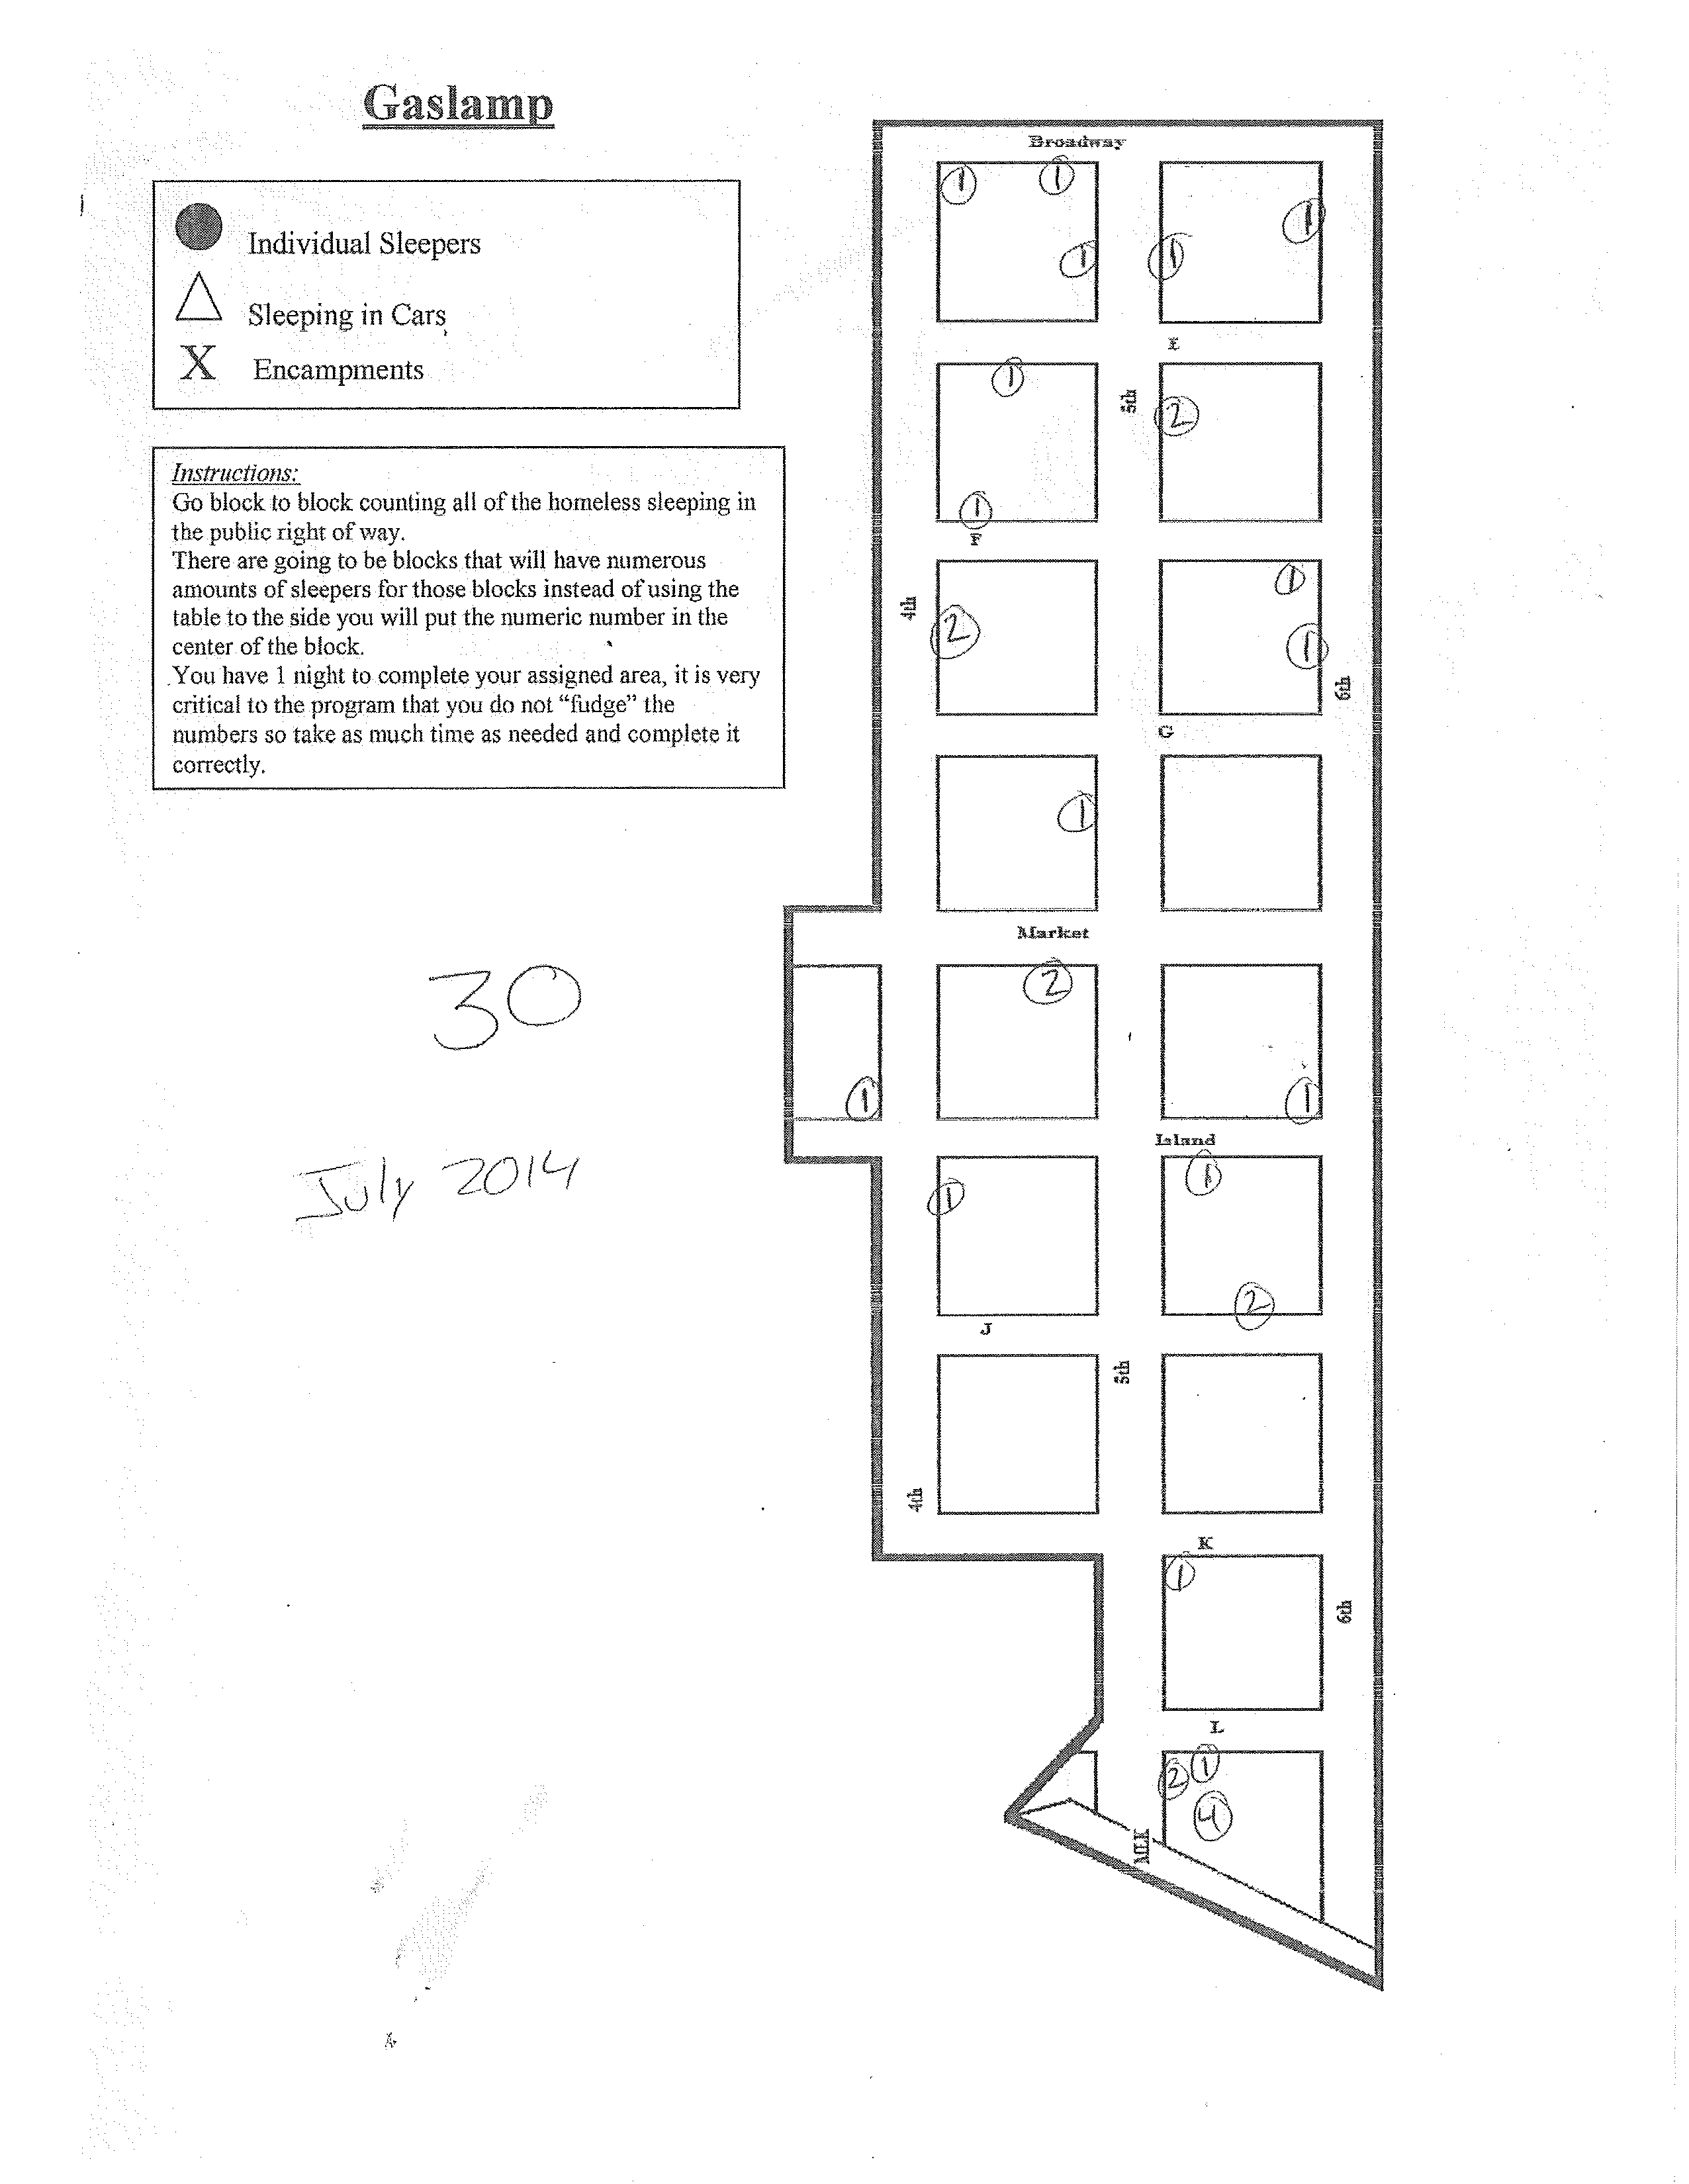 Gaslamp
Individual Sleepers
Sleeping in Cars
X Encampments
Instructions:
Go block to block counting all of the homeless sleeping in
the public right of way.
There are going to be blocks that will have numerous
amounts of sleepers for those blocks instead of using the
table to the side you will put the numeric number in the
center of the block.
You have 1 night to complete your assigned area, it is very
critical to the program that you do not “fudge” the
numbers so take as much time as needed and complete it
correctly.
30
July 2014
Broadway
1 1 1
1 1
E
5th
1
2
1
F
4th
2
1
1
6th
G
1
Market
2
1
1
Island
1
1
2
J
5th
4th
K
1
6th
L
2 1
4
MLK